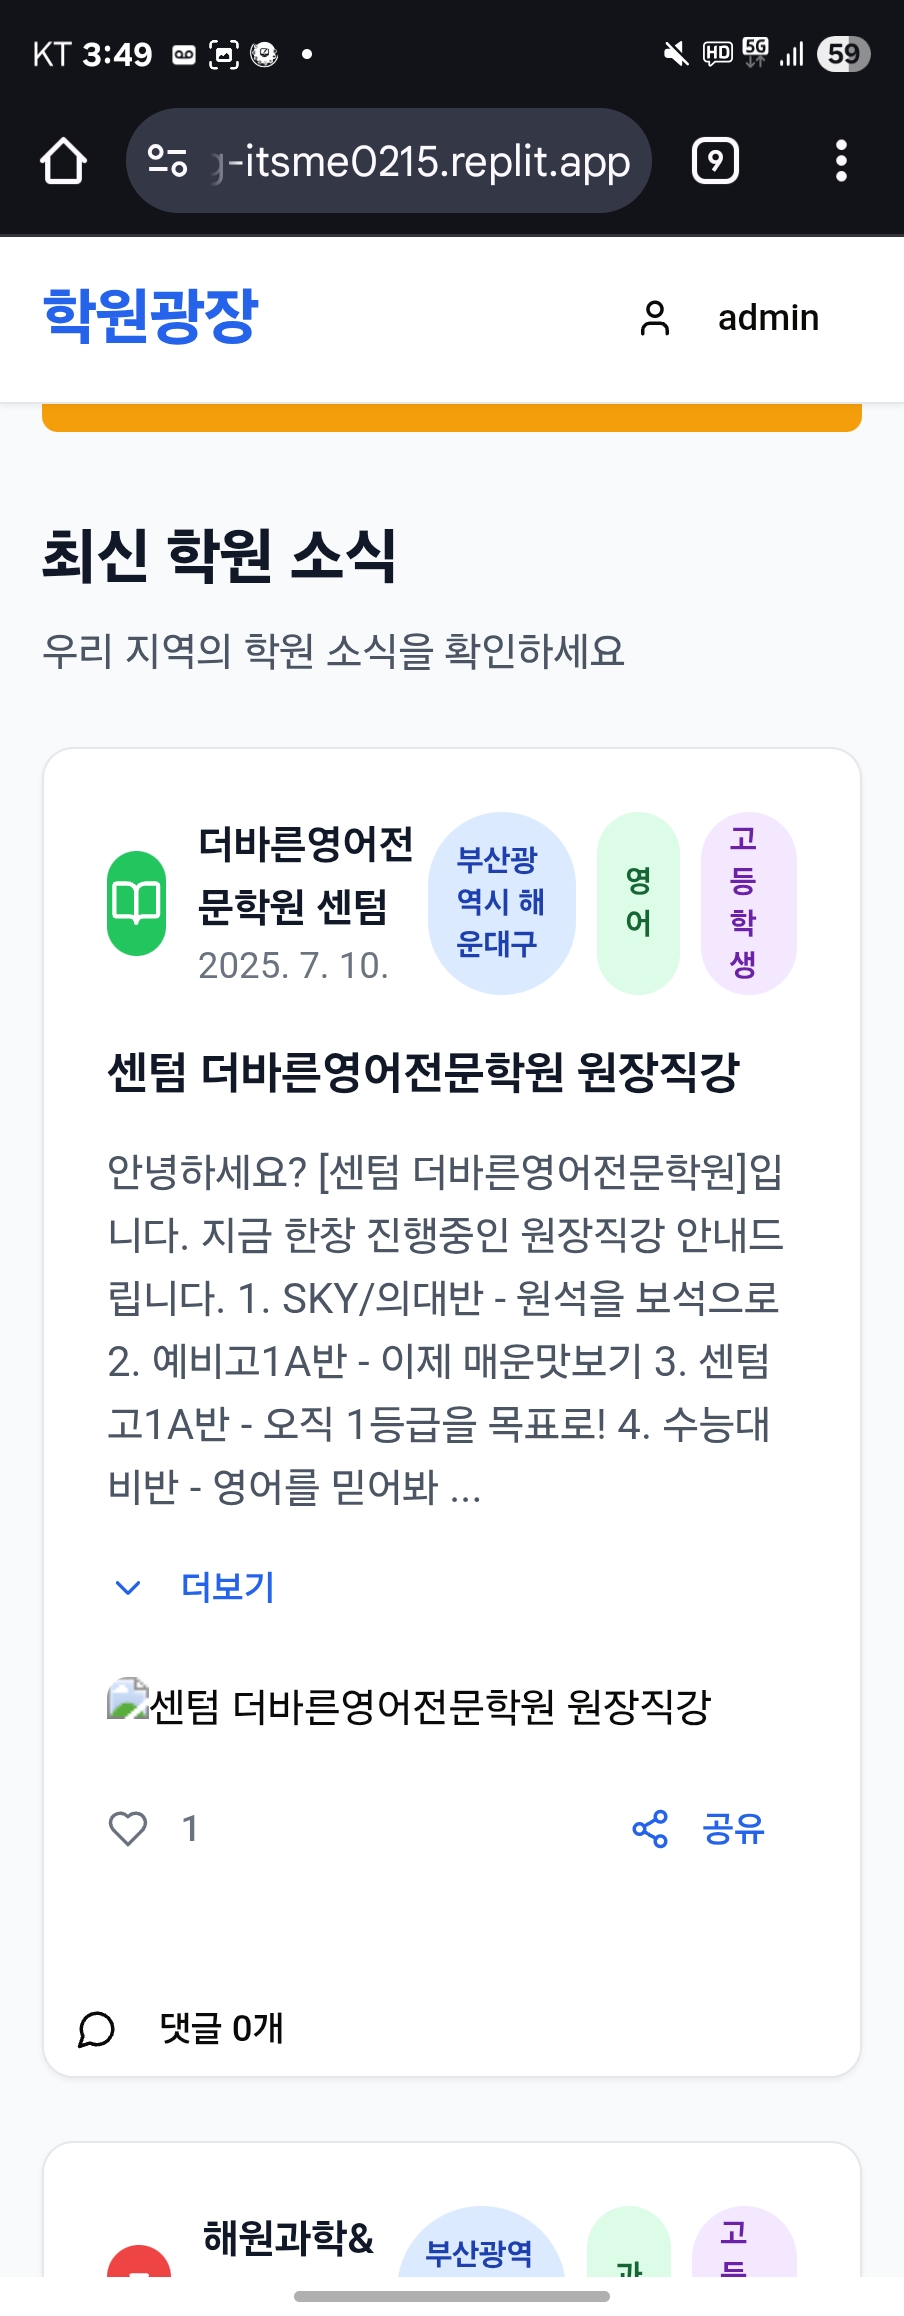 KT 3:49
HD 5G 59
g-itsme0215.replit.app
9
학원광장
admin
최신 학원 소식
우리 지역의 학원 소식을 확인하세요
더바른영어전
문학원 센텀
2025. 7. 10.
부산광
역시 해
운대구
영
어
고
등
학
생
센텀 더바른영어전문학원 원장직강
안녕하세요? [센텀 더바른영어전문학원]입
니다. 지금 한창 진행중인 원장직강 안내드
립니다. 1. SKY/의대반 - 원석을 보석으로
2. 예비고1A반 - 이제 매운맛보기 3. 센텀
고1A반 - 오직 1등급을 목표로! 4. 수능대
비반 - 영어를 믿어봐 ...
더보기
센텀 더바른영어전문학원 원장직강
1
공유
댓글 0개
해원과학&
부산광역
과
고
등